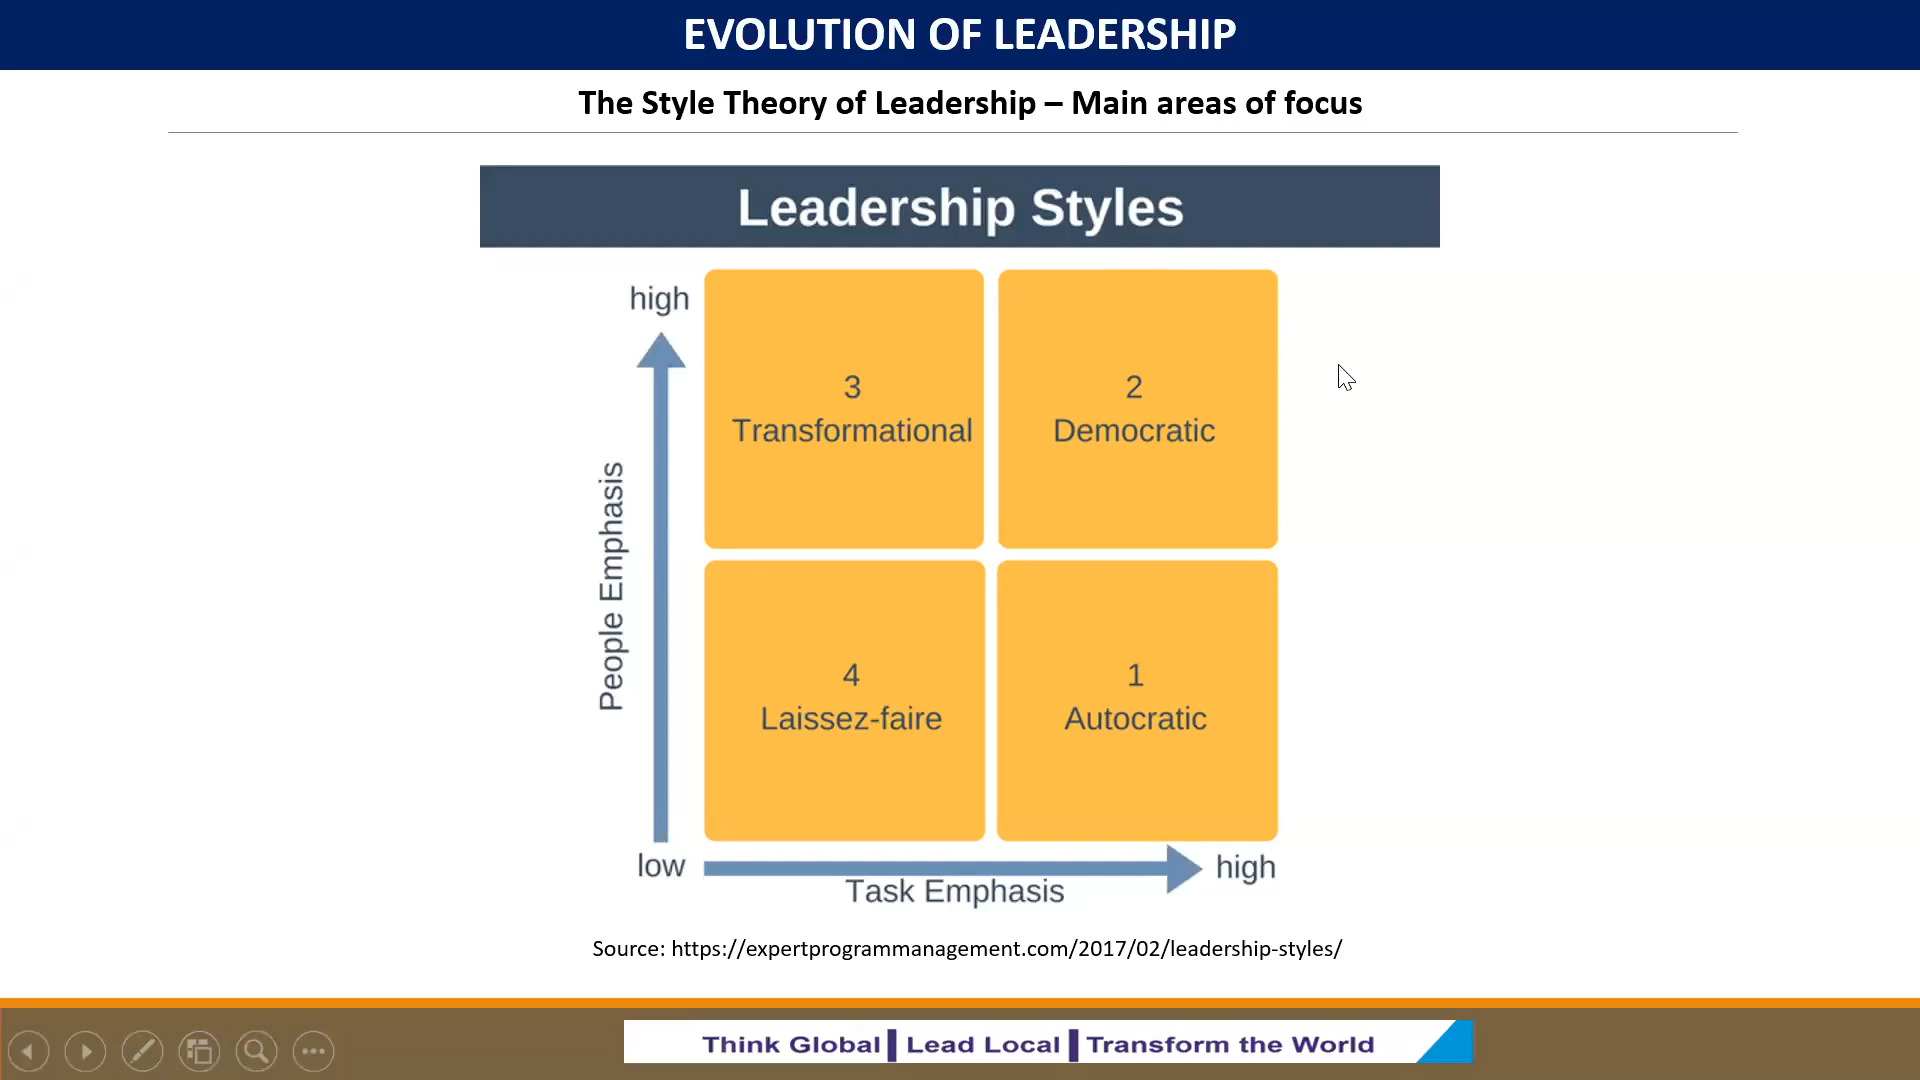 EVOLUTION OF LEADERSHIP
The Style Theory of Leadership – Main areas of focus
Leadership Styles
high
3
Transformational
2
Democratic
People Emphasis
4
Laissez-faire
1
Autocratic
low
high
Task Emphasis
Source: https://expertprogrammanagement.com/2017/02/leadership-styles/
Think Global Lead Local Transform the World